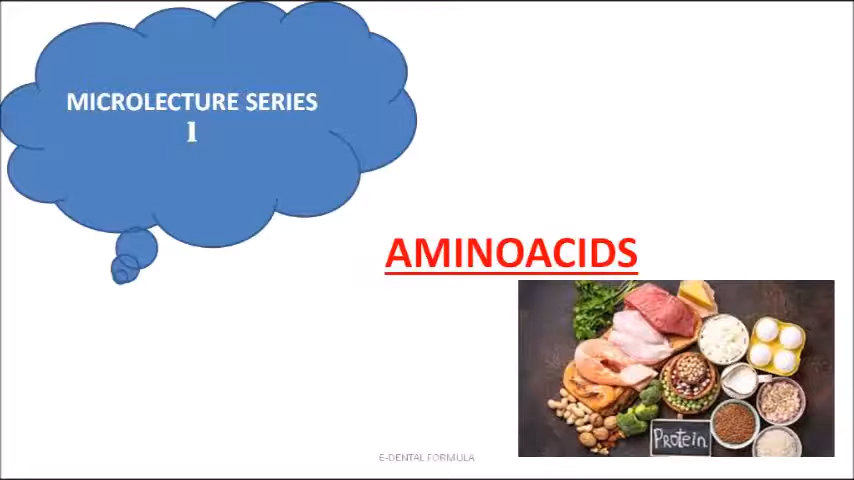 MICROLECTURE SERIES
1
AMINOACIDS
Protein
E-DENTAL FORMULA